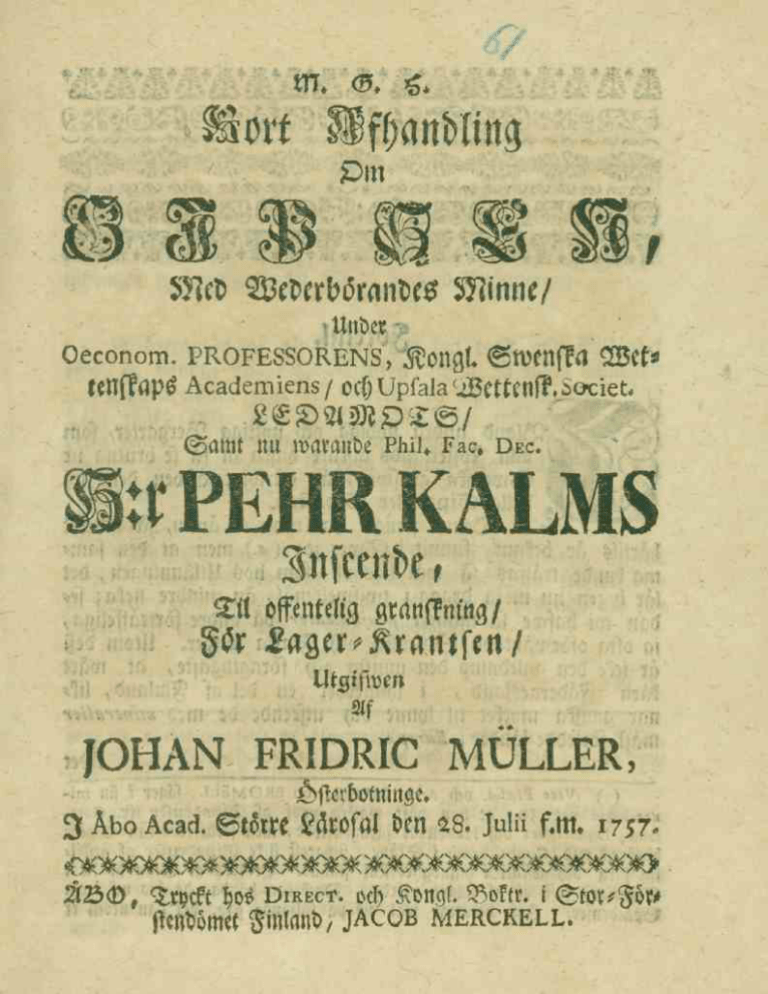 61
M. G. H.
Kort Afhandling
Om
SIPNEN,
Med Wederbörandes Minne/
Under
Oeconom. PROFESSORENS, Kongl. Swenska Wet-
tenskaps Academiens/ och Upsala Wettensk. Societ.
LEDAMOTS/
Samt nu warande Phil. Fac. DEC.
H:r PEHR KALMS
Inseende,
Til offentelig granskning/
För Lager-Krantsen/
Utgifwen
Af
JOHAN FRIDRIC MÜLLER,
Österbotninge.
I Åbo Acad. Större Lärosal den 28. Julii f.m. 1757.
ÅBO, Tryckt hos DIRECT. och Kongl. Boktr. i Stor-För-
stendömet Finland, JACOB MERCKELL.